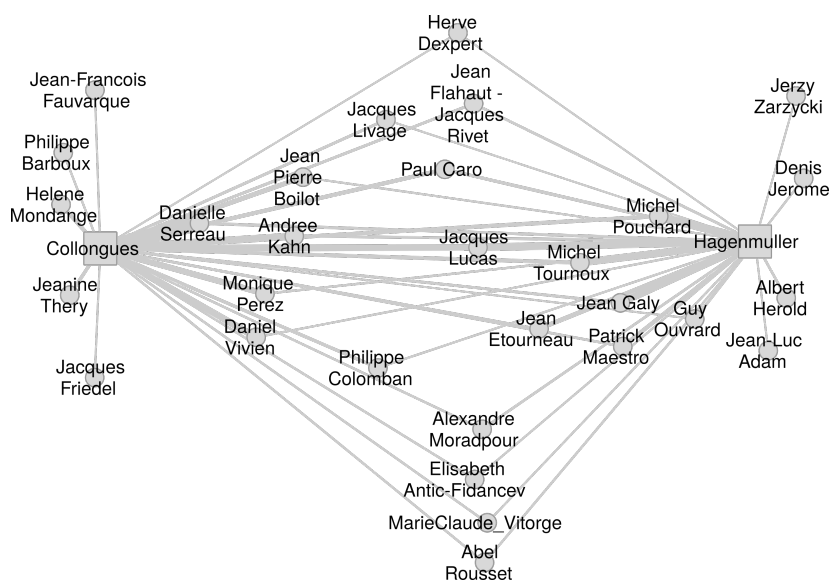 Herve
Dexpert
Jean-Francois
Fauvarque
Jean
Flahaut -
Jacques
Rivet
Jerzy
Zarzycki
Jacques
Livage
Philippe
Barboux
Jean
Pierre
Boilot
Paul Caro
Denis
Jerome
Helene
Mondange
Danielle
Serreau
Andree
Kahn
Michel
Pouchard
Collongues
Jacques
Lucas
Michel
Tournoux
Hagenmuller
Jeanine
Thery
Monique
Perez
Jean Galy
Guy
Ouvrard
Albert
Herold
Daniel
Vivien
Jean
Etourneau
Patrick
Maestro
Jean-Luc
Adam
Jacques
Friedel
Philippe
Colomban
Alexandre
Moradpour
Elisabeth
Antic-Fidancev
MarieClaude_Vitorge
Abel
Rousset